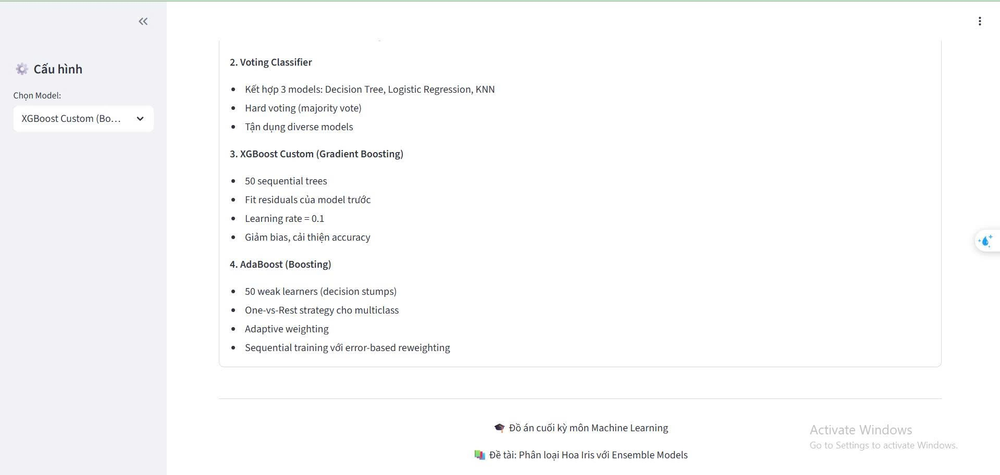 Cấu hình
Chọn Model:
XGBoost Custom (Bo...
2. Voting Classifier
Kết hợp 3 models: Decision Tree, Logistic Regression, KNN
Hard voting (majority vote)
Tận dụng diverse models
3. XGBoost Custom (Gradient Boosting)
50 sequential trees
Fit residuals của model trước
Learning rate = 0.1
Giảm bias, cải thiện accuracy
4. AdaBoost (Boosting)
50 weak learners (decision stumps)
One-vs-Rest strategy cho multiclass
Adaptive weighting
Sequential training với error-based reweighting
Đồ án cuối kỳ môn Machine Learning
Đề tài: Phân loại Hoa Iris với Ensemble Models
Activate Windows
Go to Settings to activate Windows.